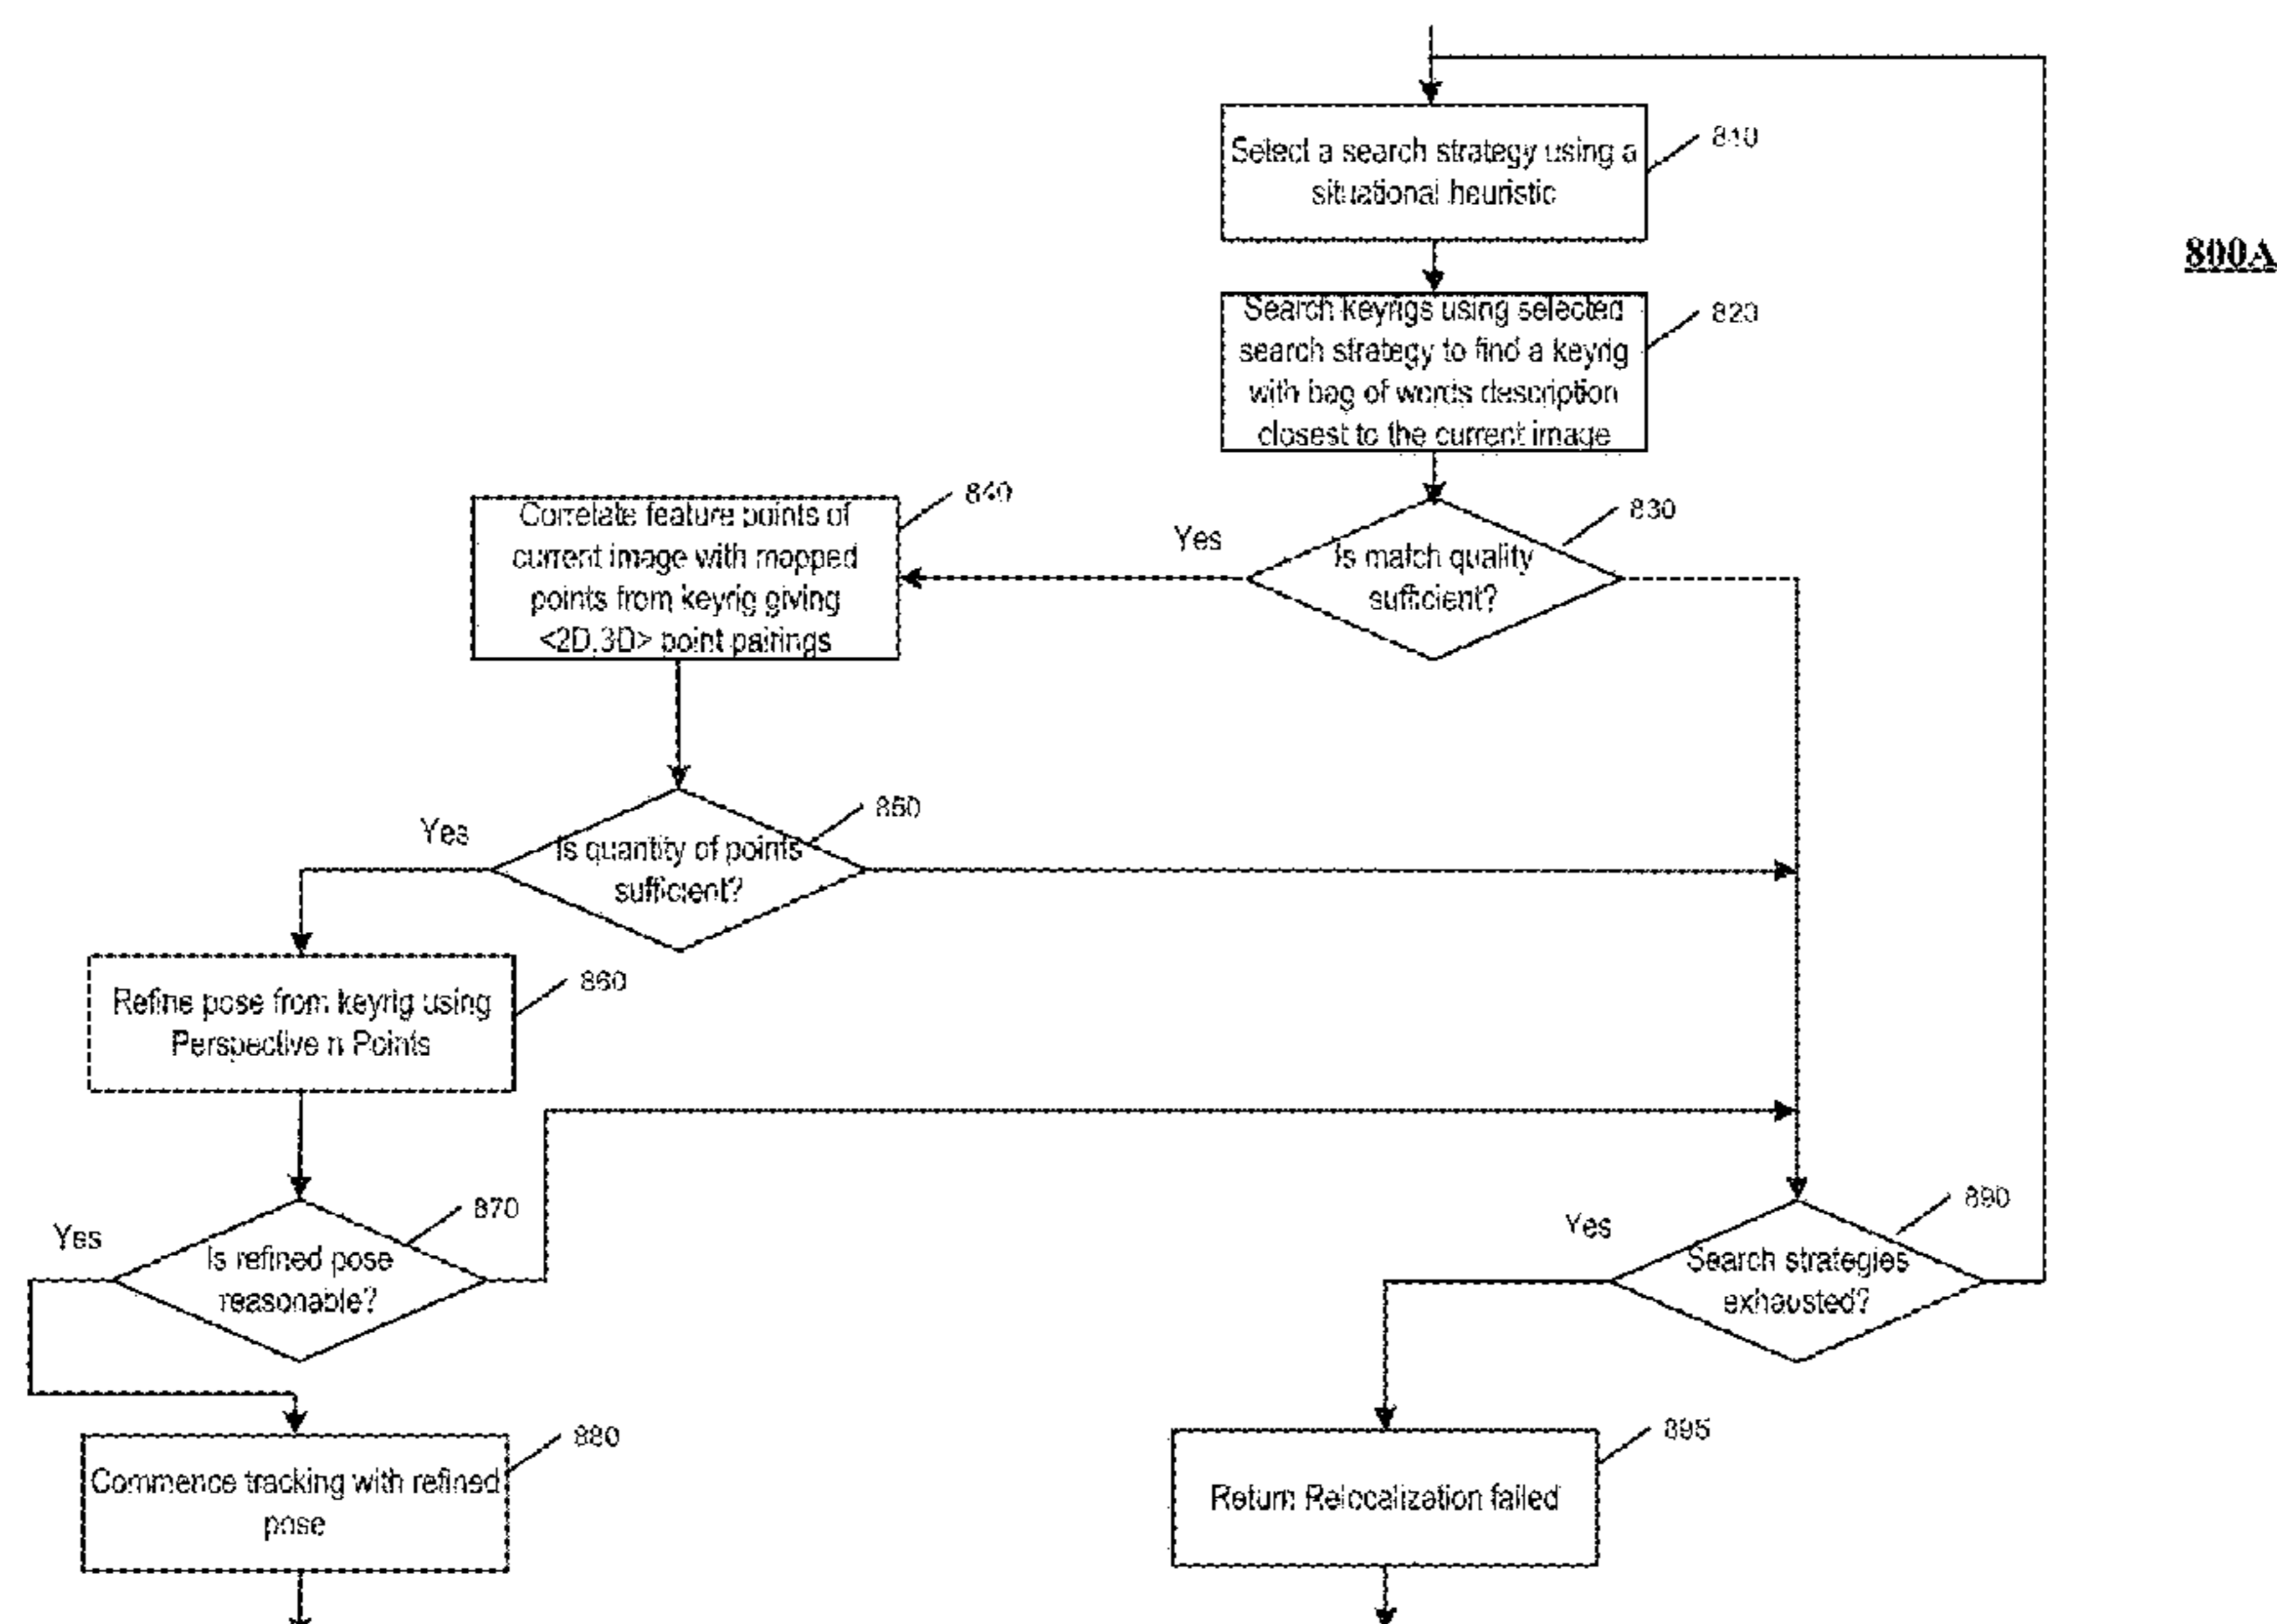 Select a search strategy using a
situational heuristic
810
800A
Search keyrigs using selected
search strategy to find a keyrig
with bag of words description
closest to the current image
820
Correlate feature points of
current image with mapped
points from keyrig giving
<2D,3D> point pairings
840
Yes
Is match quality
sufficient?
830
Yes
Is quantity of points
sufficient?
850
Refine pose from keyrig using
Perspective n Points
860
Yes
Is refined pose
reasonable?
870
Yes
Search strategies
exhausted?
890
Commence tracking with refined
pose
880
Return Relocalization failed
895